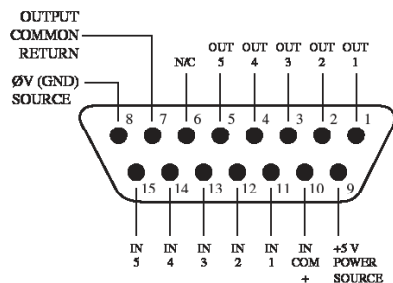 OUTPUT
COMMON
RETURN
ØV (GND)
SOURCE
N/C
OUT
5
OUT
4
OUT
3
OUT
2
OUT
1
8 7 6 5 4 3 2 1
15 14 13 12 11 10 9
IN
5
IN
4
IN
3
IN
2
IN
1
IN
COM
+
+5 V
POWER
SOURCE